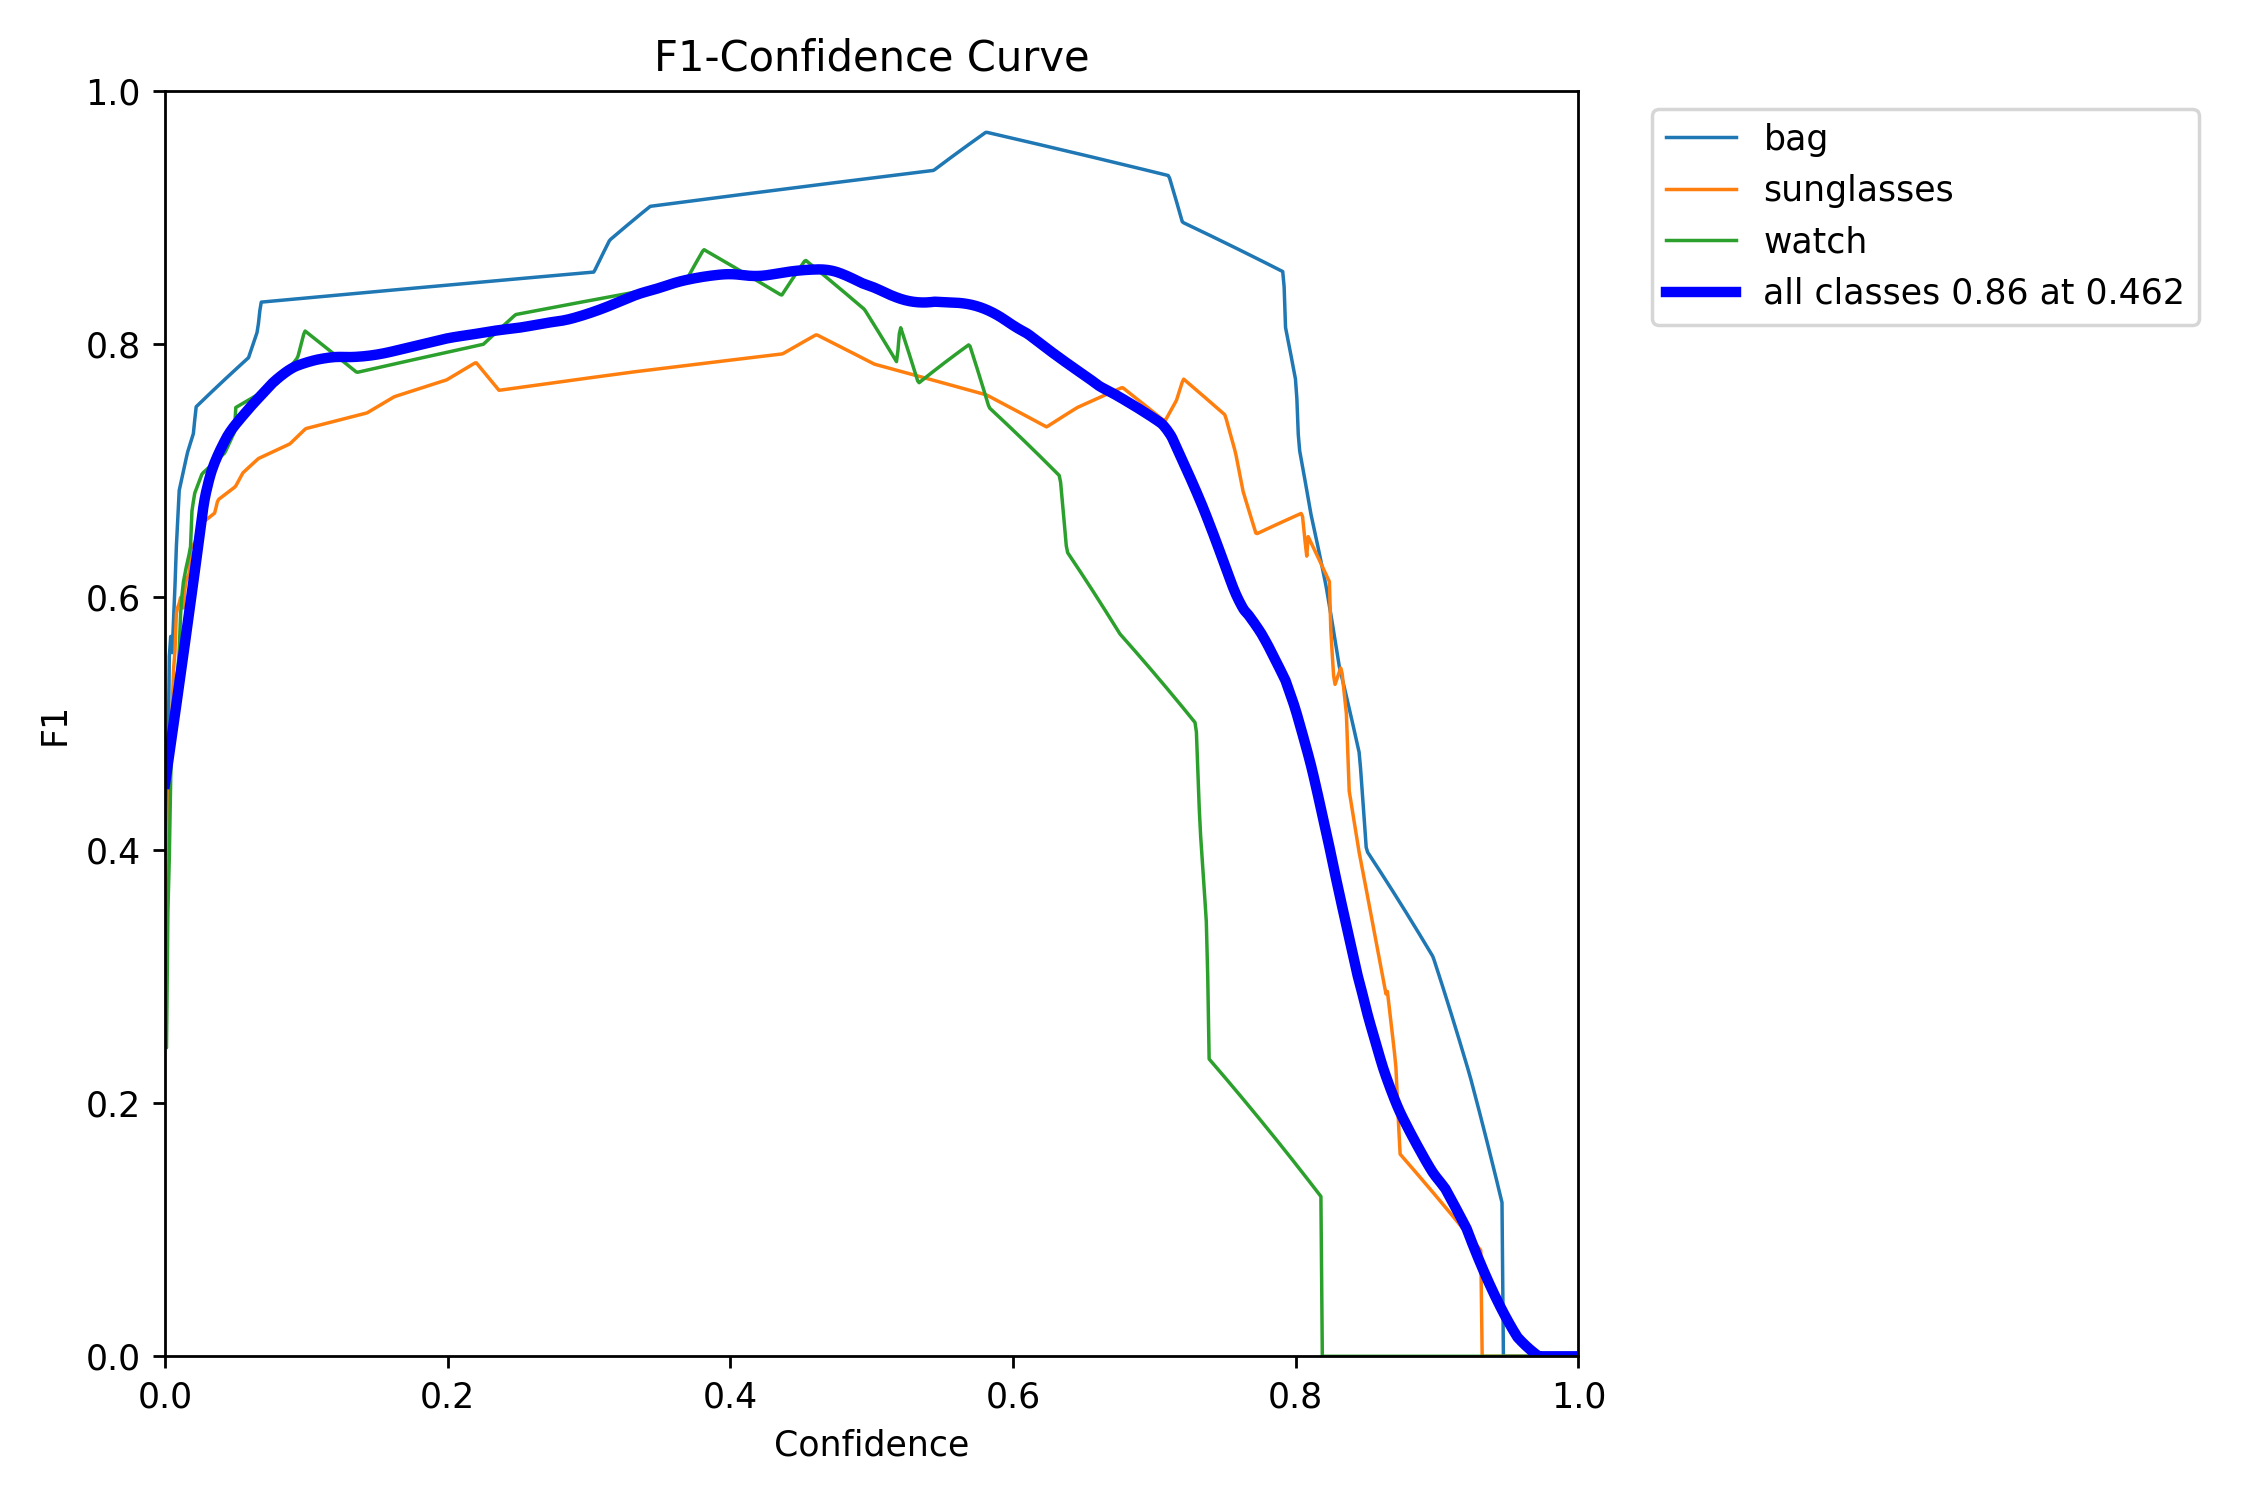 F1-Confidence Curve
bag
sunglasses
watch
all classes 0.86 at 0.462
1.0
0.8
0.6
0.4
0.2
0.0
F1
0.0 0.2 0.4 0.6 0.8 1.0
Confidence